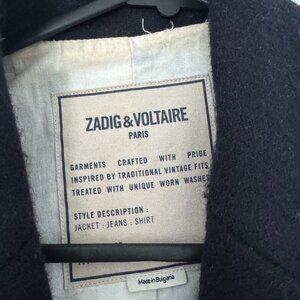 ZADIG & VOLTAIRE
PARIS
GARMENTS CRAFTED WITH PRIDE
INSPIRED BY TRADITIONAL VINTAGE FITS
TREATED WITH UNIQUE WORN WASHES
STYLE DESCRIPTION :
JACKET : JEANS : SHIRT
Made in Bulgaria